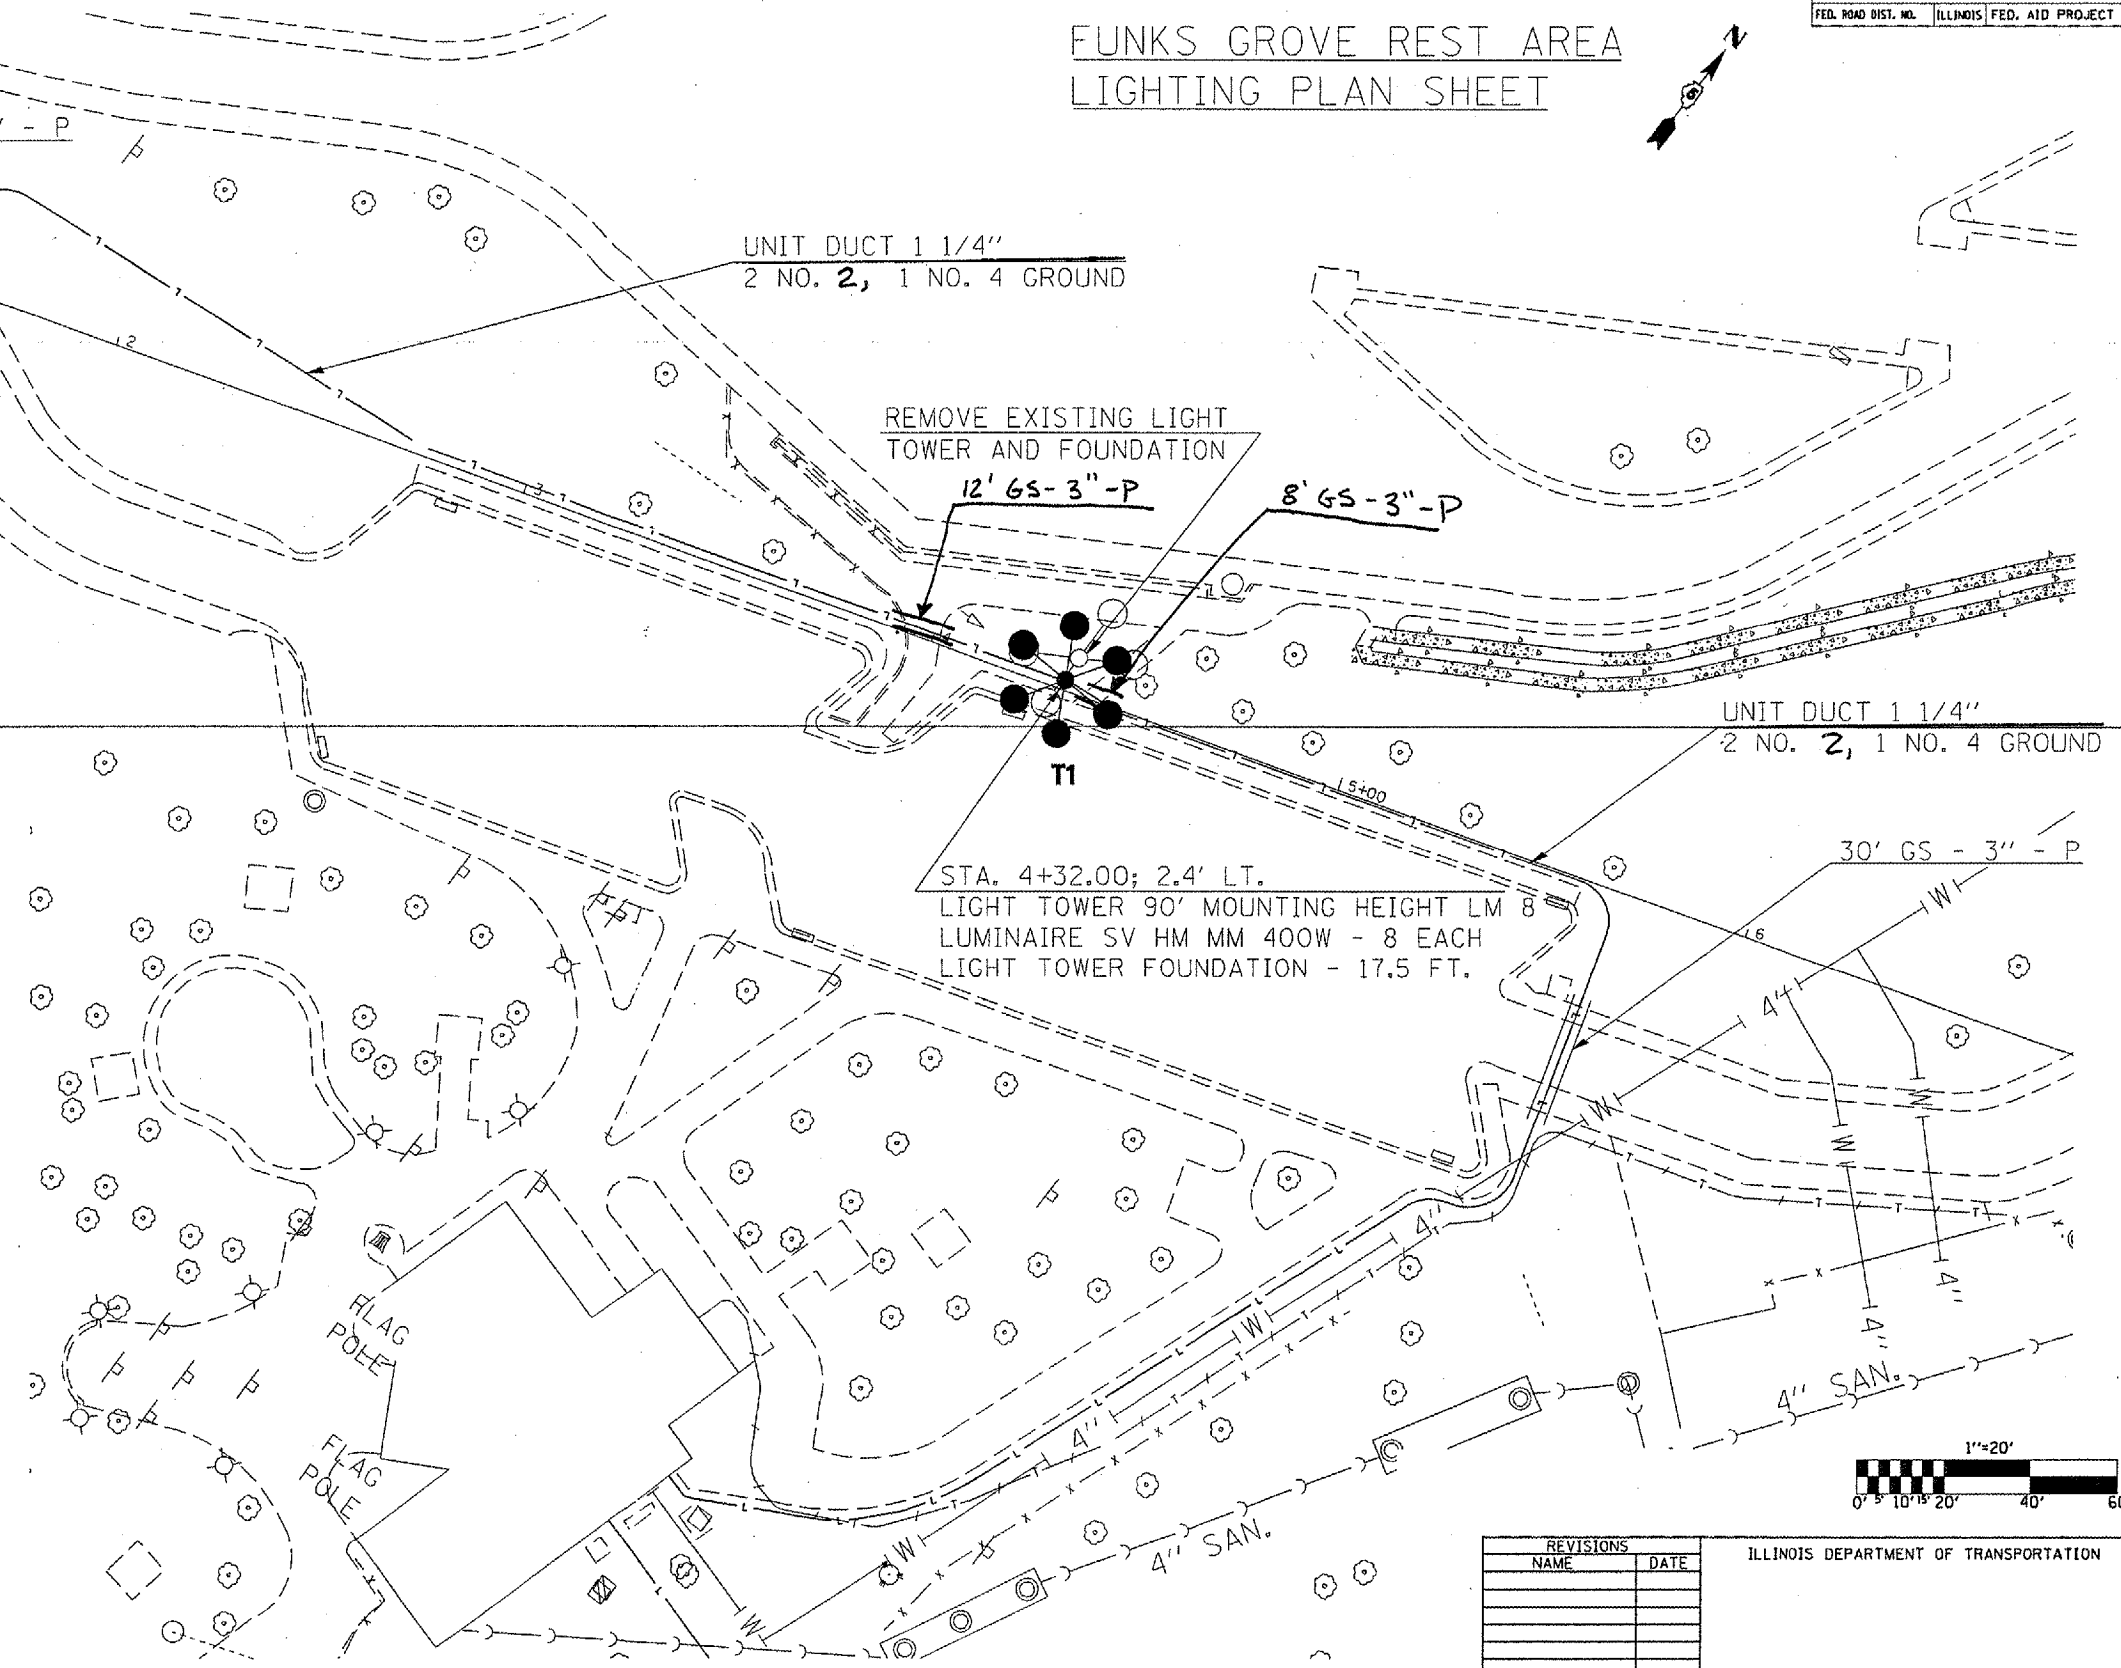 FED. ROAD DIST. NO. ILLINOIS FED. AID PROJECT
FUNKS GROVE REST AREA
LIGHTING PLAN SHEET
N
- P
UNIT DUCT 1 1/4"
2 NO. 2, 1 NO. 4 GROUND
12
REMOVE EXISTING LIGHT
TOWER AND FOUNDATION
12' GS-3"-P
8' GS-3"-P
13
UNIT DUCT 1 1/4"
2 NO. 2, 1 NO. 4 GROUND
T1
15+00
30' GS - 3" - P
STA. 4+32.00; 2.4' LT.
LIGHT TOWER 90' MOUNTING HEIGHT LM 8
LUMINAIRE SV HM MM 400W - 8 EACH
LIGHT TOWER FOUNDATION - 17.5 FT.
W
16
4"
W
W
W
4"
4"
4"
W
FLAG
POLE
4" SAN.
4"
FLAG
POLE
W
4" SAN.
W
1"=20'
0' 5' 10' 15' 20' 40' 60
REVISIONS
NAME DATE
ILLINOIS DEPARTMENT OF TRANSPORTATION